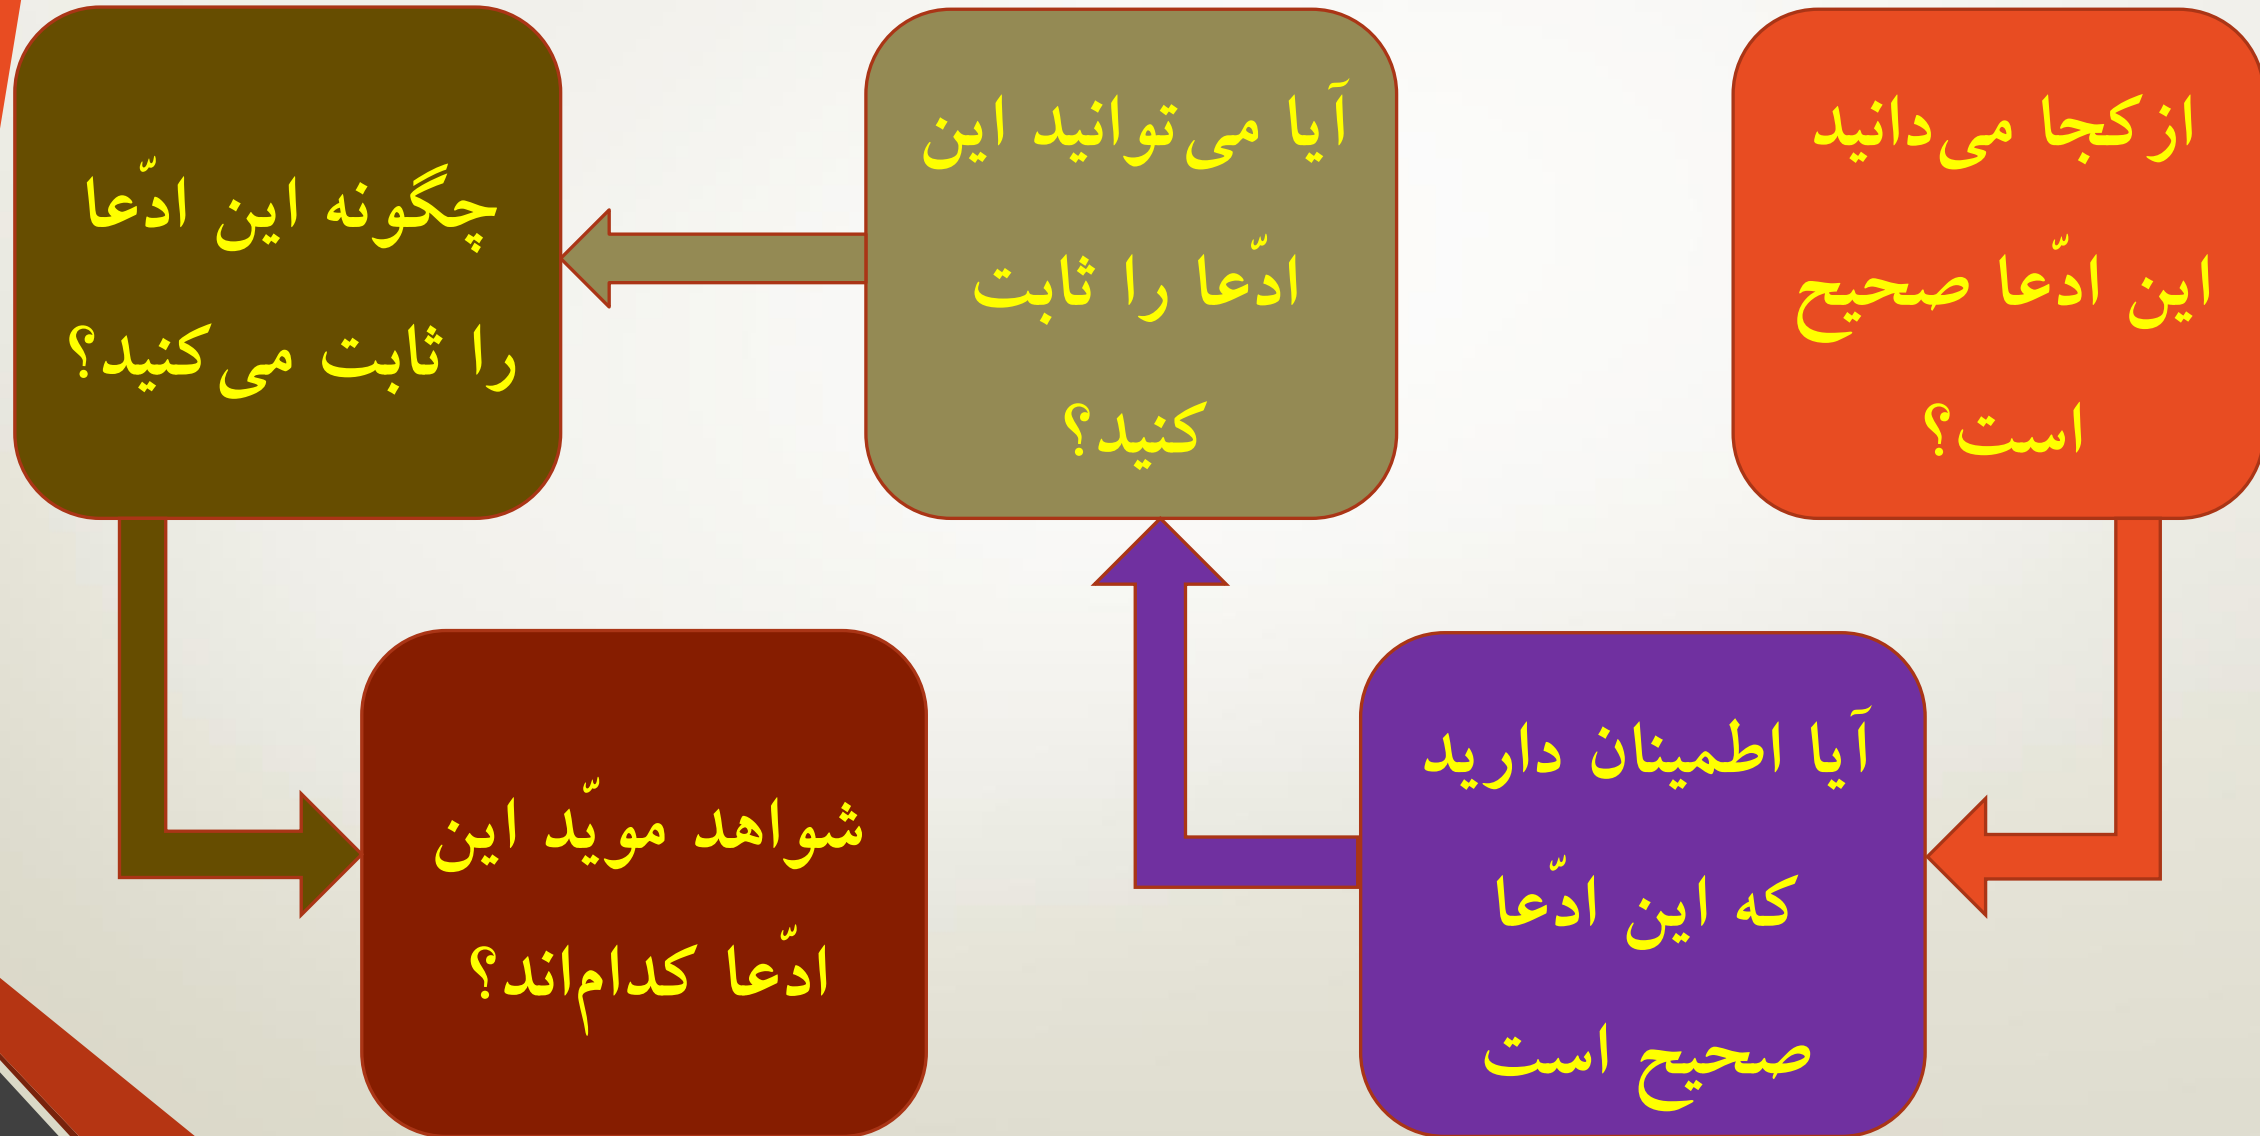 ازکجا می‌دانید
این ادّعا صحیح
است؟
آیا اطمینان دارید
که این ادّعا
صحیح است
آیا می‌توانید این
ادّعا را ثابت
کنید؟
چگونه این ادّعا
را ثابت می‌کنید؟
شواهد مویّد این
ادّعا کدام‌اند؟